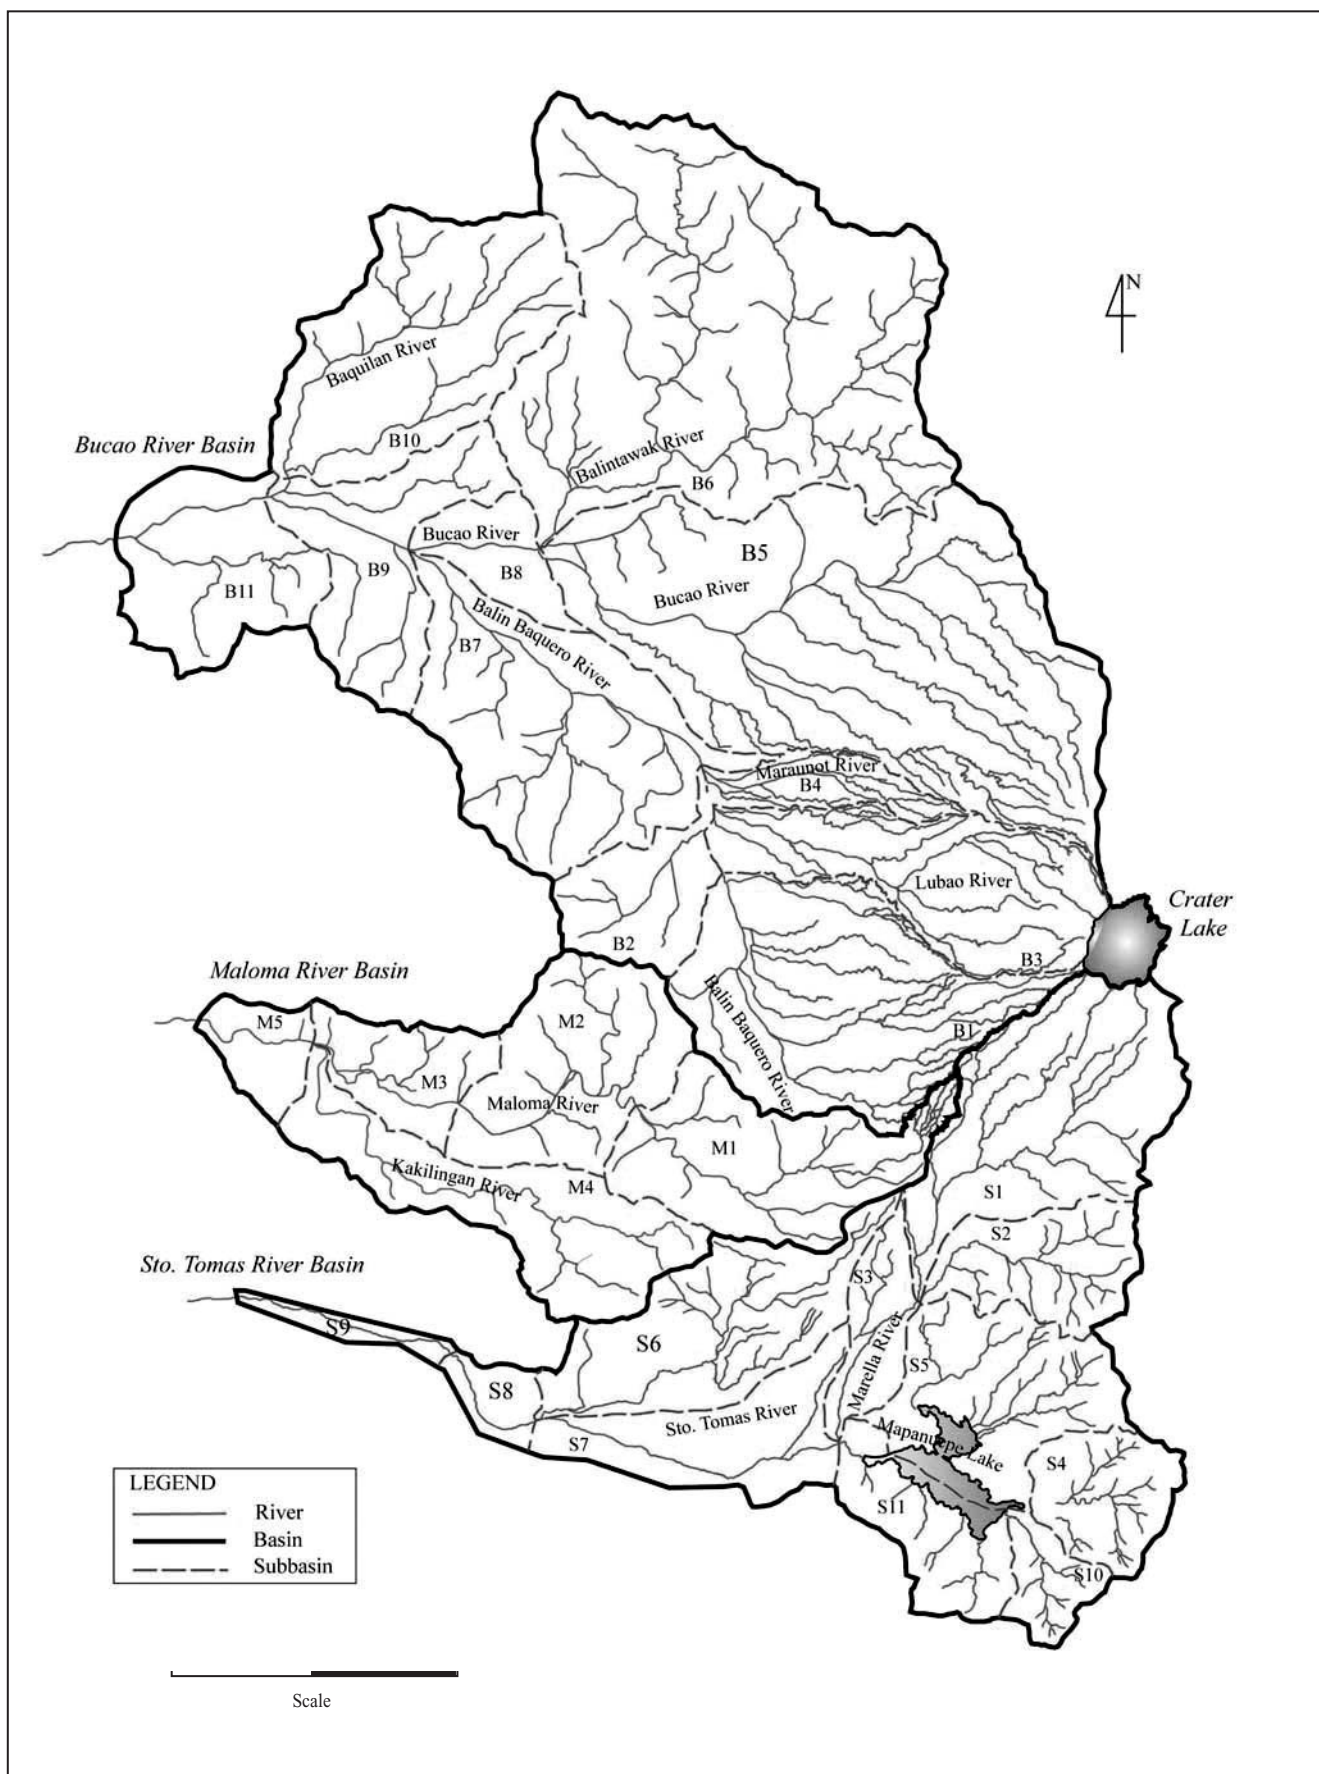 N
Baquilan River
Bucao River Basin
B10
Balintawak River
B6
Bucao River
B5
B8
B9
B11
Bucao River
Balin Baquero River
B7
Maraunot River
B4
Lubao River
Crater
Lake
B2
B3
Maloma River Basin
Balin Baquero River
M5
M2
B1
M3
Maloma River
M1
Kakilingan River
M4
S1
S2
Sto. Tomas River Basin
S3
S9
S6
Marella River
S5
S8
Sto. Tomas River
Mapanuepe Lake
S7
S4
S11
S10
LEGEND
River
Basin
Subbasin
Scale